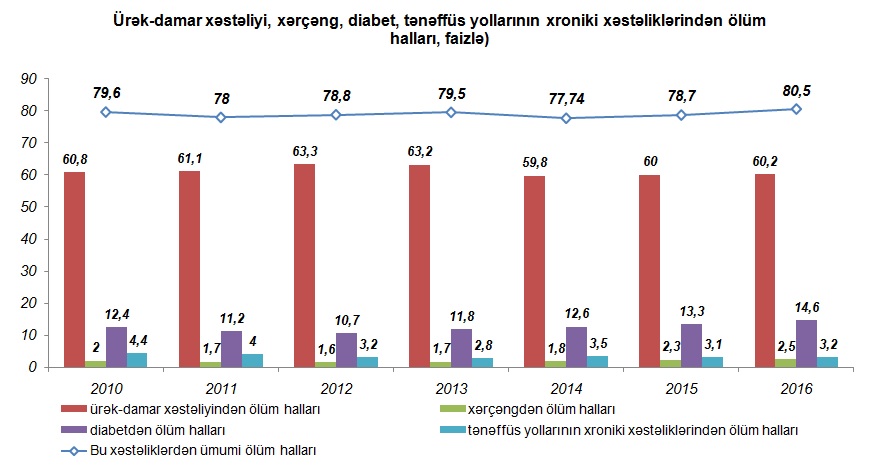 Ürək-damar xəstəliyi, xərçəng, diabet, tənəffüs yollarının xroniki xəstəliklərindən ölüm
halları, faizlə)
90
80
70
60
50
40
30
20
10
0
79,6 78 78,8 79,5 77,74 78,7 80,5
60,8 61,1 63,3 63,2 59,8 60 60,2
12,4 11,2 10,7 11,8 12,6 13,3 14,6
2 4,4 1,7 4 1,6 3,2 1,7 2,8 1,8 3,5 2,3 3,1 2,5 3,2
2010 2011 2012 2013 2014 2015 2016
ürək-damar xəstəliyindən ölüm halları
xərçəngdən ölüm halları
diabetdən ölüm halları
tənəffüs yollarının xroniki xəstəliklərindən ölüm halları
Bu xəstəliklərdən ümumi ölüm halları